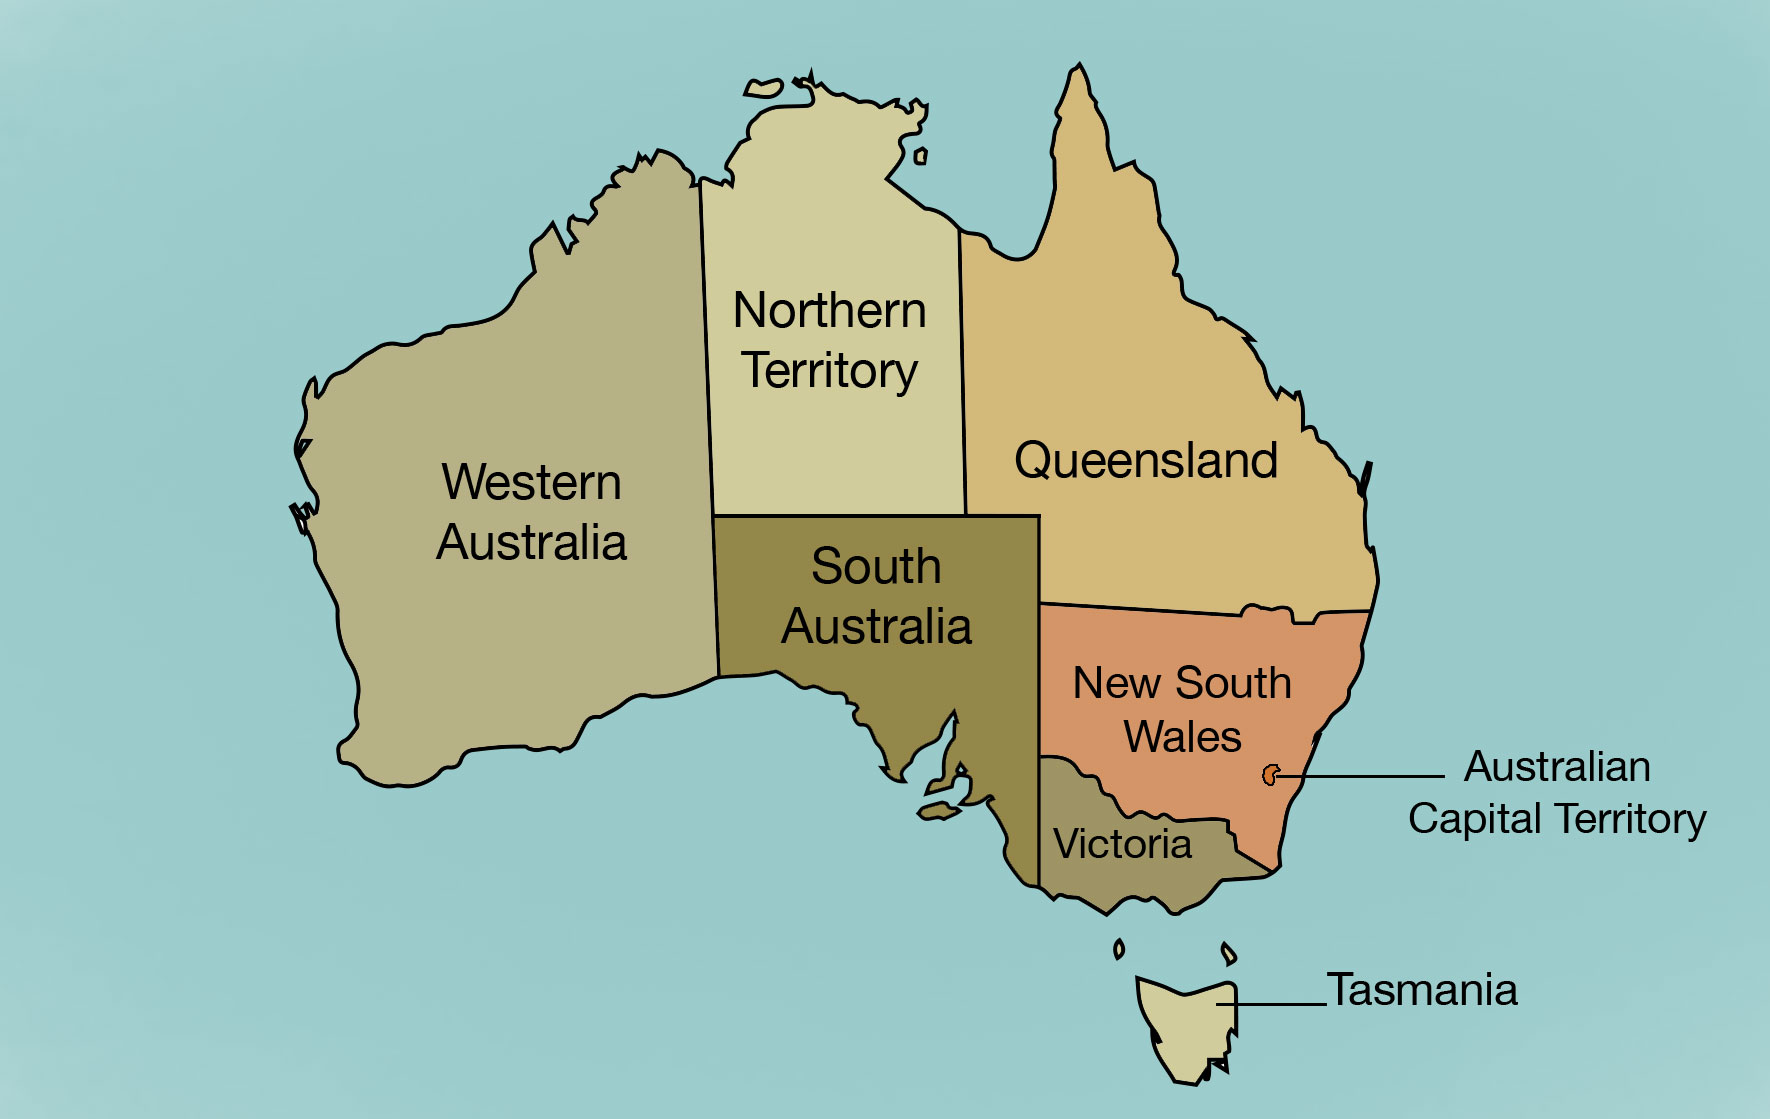 Northern
Territory
Queensland
Western
Australia
South
Australia
New South
Wales
Australian
Capital Territory
Victoria
Tasmania